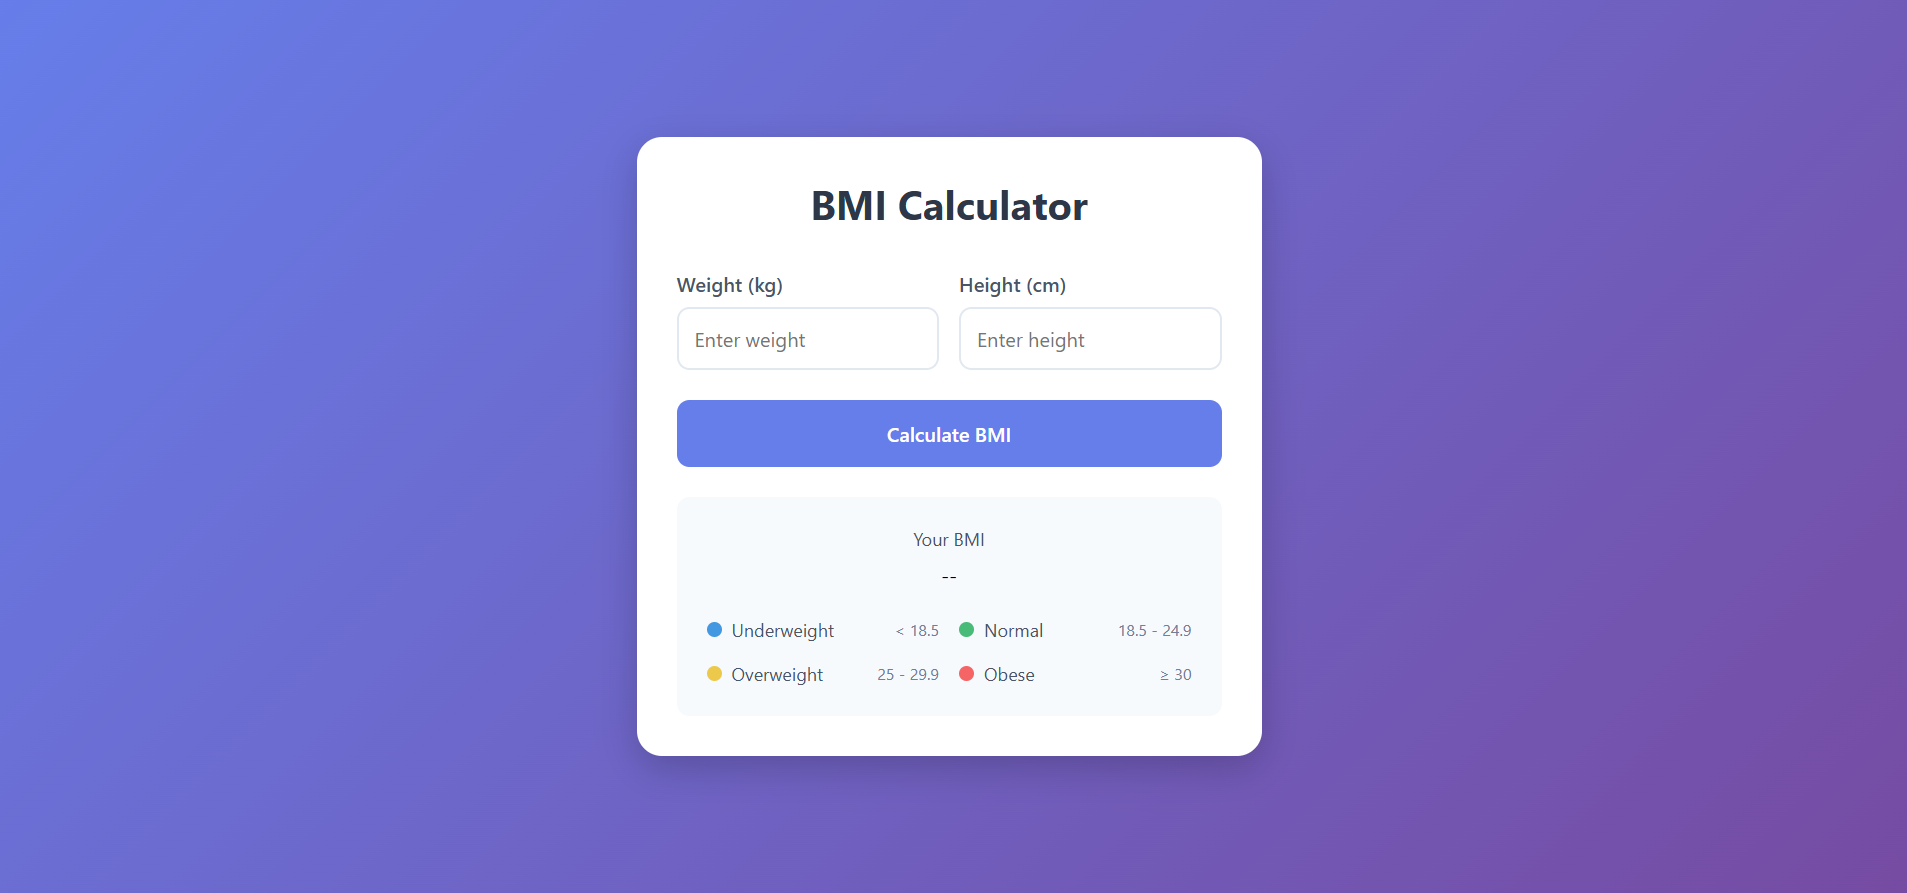 BMI Calculator
Weight (kg) Height (cm)
Enter weight Enter height
Calculate BMI
Your BMI
--
Underweight < 18.5 Normal 18.5 - 24.9
Overweight 25 - 29.9 Obese ≥ 30